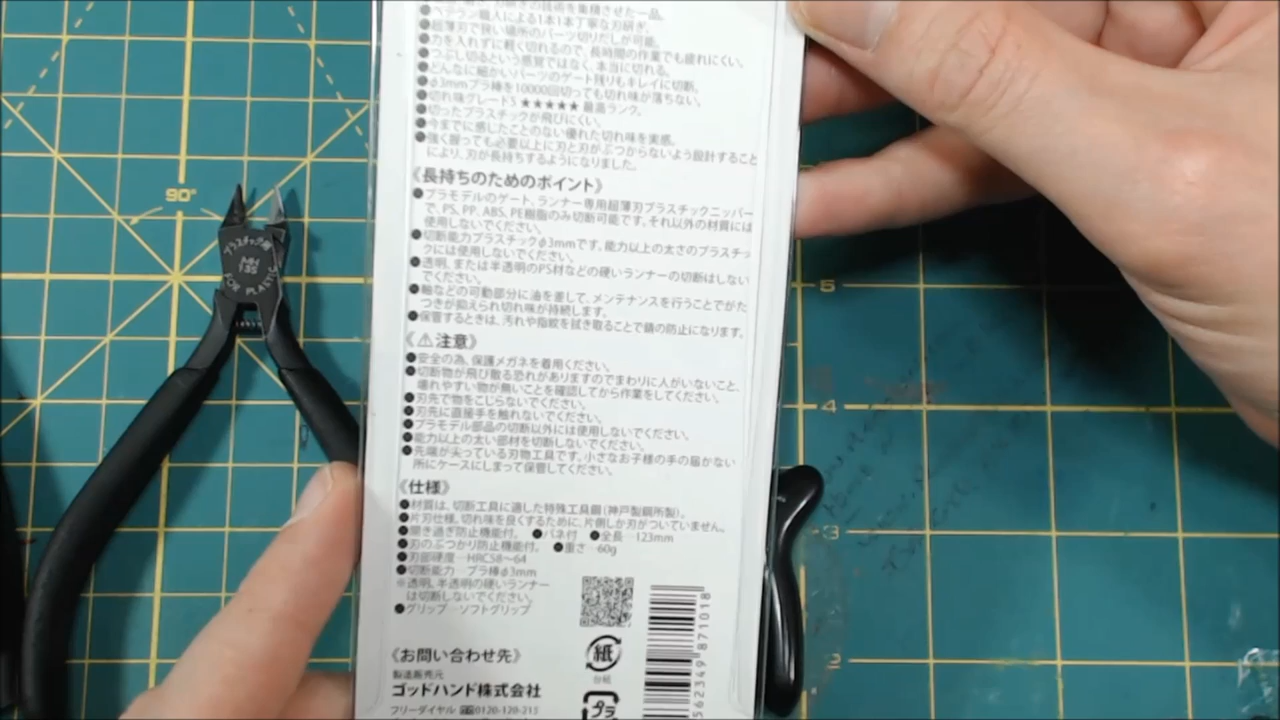 刃研ぎの技術を集積させた一品。
●ベテラン職人による1本1本丁寧な刃研ぎ。
●超薄刃で狭い場所のパーツ切りだしが可能。
●力を入れずに軽く切れるので、長時間の作業でも疲れにくい。
●つぶし切るという感覚ではなく、本当に切れる。
●どんなに細かいパーツのゲート残りもキレイに切断。
●φ3mmプラ棒を10000回切っても切れ味が落ちない。
●切れ味グレード5 ★★★★★ 最高ランク。
●切ったプラスチックが飛びにくい。
●今までに感じたことのない優れた切れ味を実感。
●強く握っても必要以上に刃と刃がぶつからないよう設計すること
により、刃が長持ちするようになりました。
《長持ちのためのポイント》
●プラモデルのゲート、ランナー専用超薄刃プラスチックニッパー
で、PS、PP、ABS、PE樹脂のみ切断可能です。それ以外の材質には
使用しないでください。
●切断能力プラスチックφ3mmです。能力以上の太さのプラスチッ
クには使用しないでください。
●透明、または半透明のPS材などの硬いランナーの切断はしない
でください。
●軸などの可動部分に油を差して、メンテナンスを行うことでがた
つきが抑えられ切れ味が持続します。
●保管するときは、汚れや指紋を拭き取ることで錆の防止になります。
《⚠注意》
●安全の為、保護メガネを着用ください。
●切断物が飛び散る恐れがありますのでまわりに人がいないこと、
壊れやすい物が無いことを確認してから作業をしてください。
●刃先で物をこじらないでください。
●刃先に直接手を触れないでください。
●プラモデル部品の切断以外には使用しないでください。
●能力以上の太い部材を切断しないでください。
●先端が尖っている刃物工具です。小さなお子様の手の届かない
所にケースにしまって保管してください。
《仕様》
●材質は、切断工具に適した特殊工具鋼(神戸製鋼所製)。
●片刃仕様。切れ味を良くするために、片側しか刃がついていません。
●開き過ぎ防止機能付。 ●バネ付 ●全長…123mm
●刃のぶつかり防止機能付。 ●重さ…60g
●刃部硬度…HRC58〜64
●切断能力…プラ棒φ3mm
※透明、半透明の硬いランナー
は切断しないでください。
●グリップ…ソフトグリップ
《お問い合わせ先》
製造販売元
ゴッドハンド株式会社
フリーダイヤル 0120-120-213
紙
台紙
プラ
562349 871018
90°
プラスチック用
MN
135
FOR PLASTIC
5
4
3
2